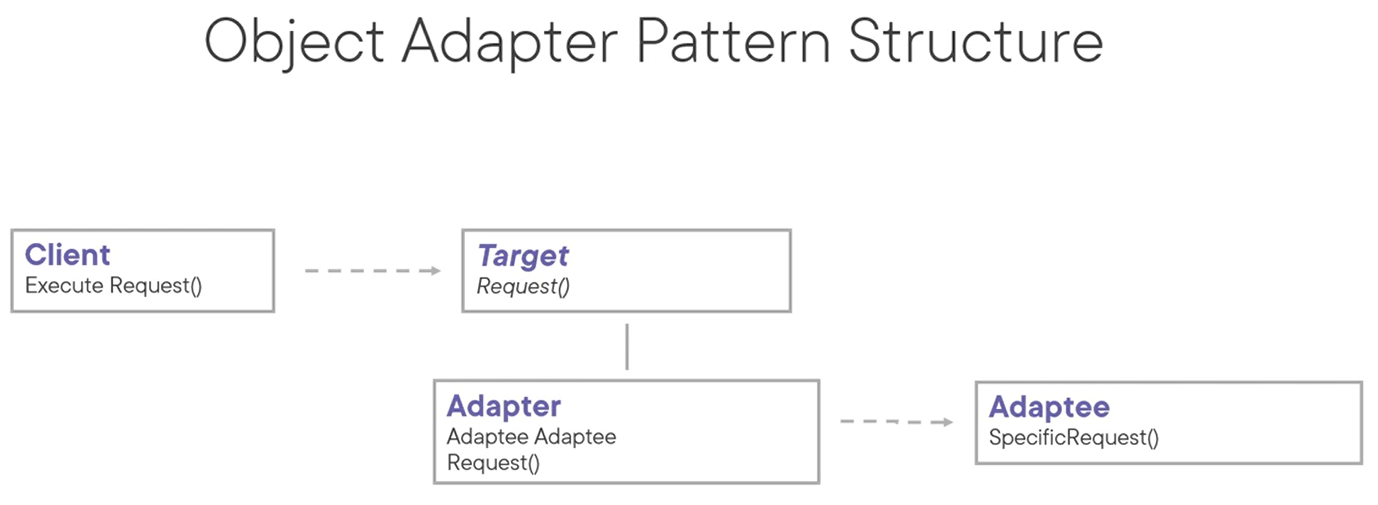 Object Adapter Pattern Structure
Client
Execute Request()
Target
Request()
Adapter
Adaptee Adaptee
Request()
Adaptee
SpecificRequest()